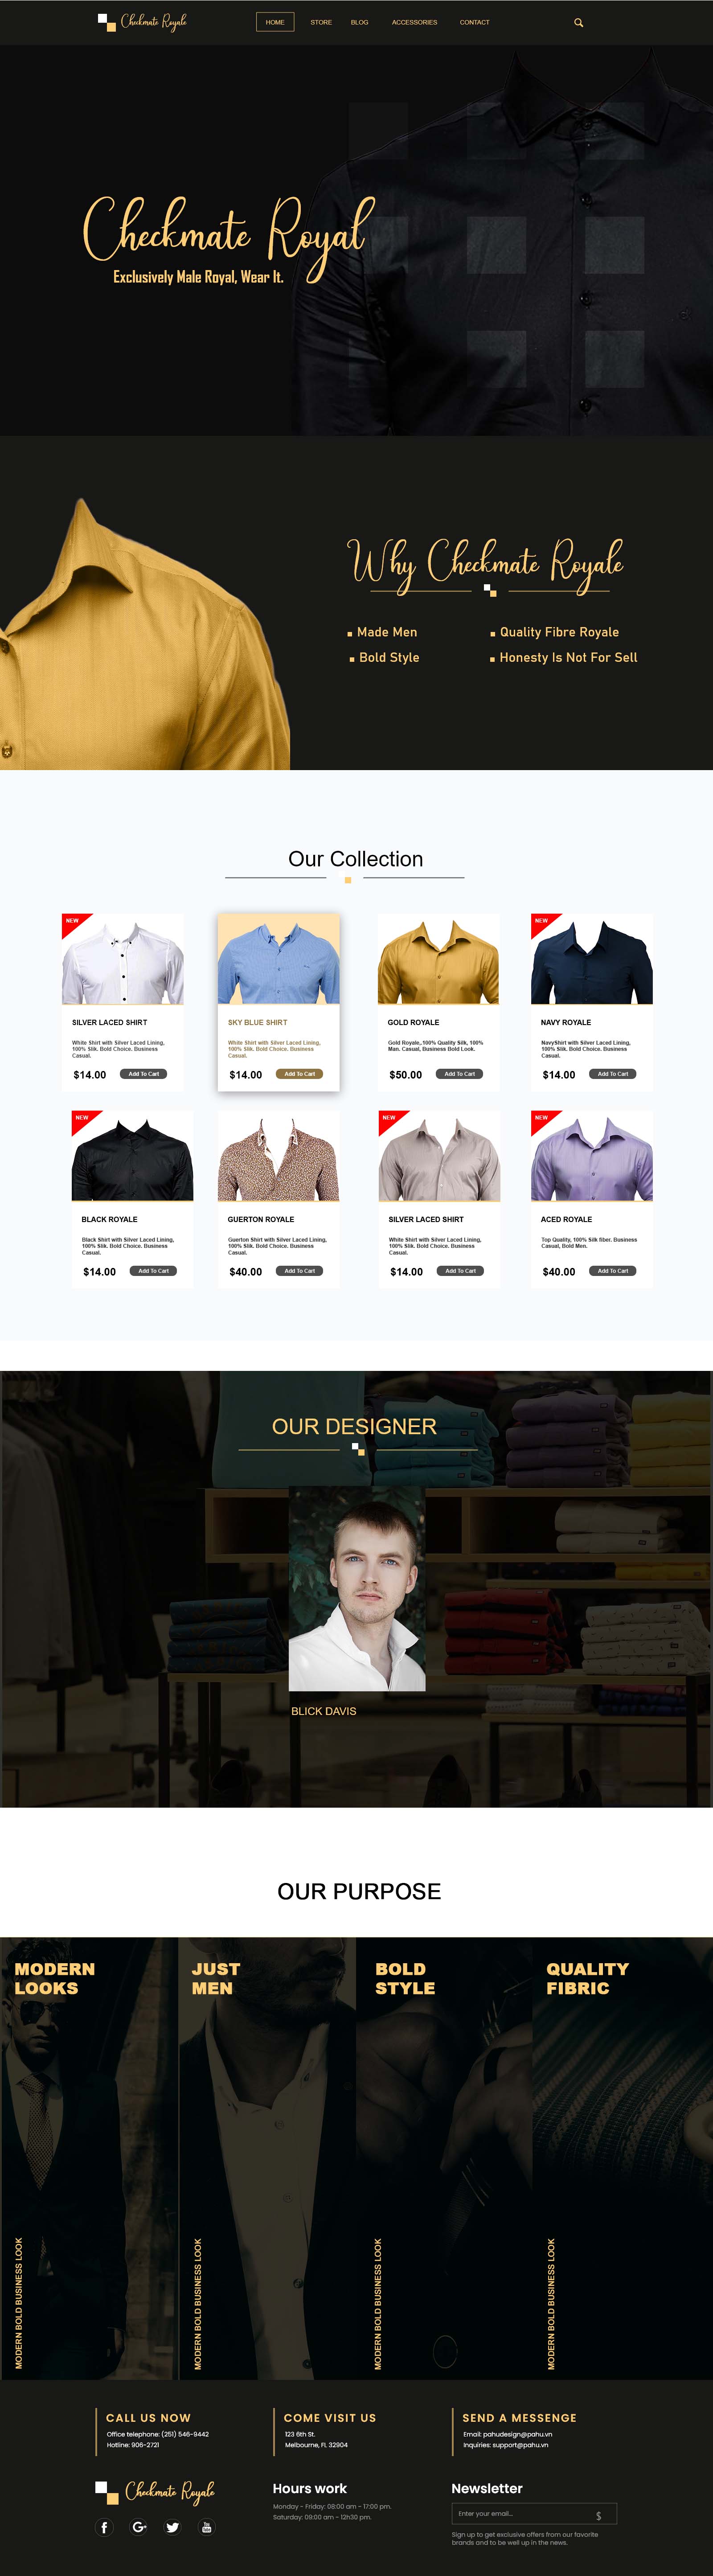 Checkmate Royale
HOME
STORE
BLOG
ACCESSORIES
CONTACT
Checkmate Royal
Exclusively Male Royal, Wear It.
Why Checkmate Royale
Made Men
Quality Fibre Royale
Bold Style
Honesty Is Not For Sell
Our Collection
NEW
SILVER LACED SHIRT
White Shirt with Silver Laced Lining,
100% Slik. Bold Choice. Business
Casual.
$14.00
Add To Cart
SKY BLUE SHIRT
White Shirt with Silver Laced Lining,
100% Slik. Bold Choice. Business
Casual.
$14.00
Add To Cart
GOLD ROYALE
Gold Royale,.100% Quality Slik, 100%
Man. Casual, Business Bold Look.
$50.00
Add To Cart
NEW
NAVY ROYALE
NavyShirt with Silver Laced Lining,
100% Slik. Bold Choice. Business
Casual.
$14.00
Add To Cart
NEW
BLACK ROYALE
Black Shirt with Silver Laced Lining,
100% Slik. Bold Choice. Business
Casual.
$14.00
Add To Cart
GUERTON ROYALE
Guerton Shirt with Silver Laced Lining,
100% Slik. Bold Choice. Business
Casual.
$40.00
Add To Cart
NEW
SILVER LACED SHIRT
White Shirt with Silver Laced Lining,
100% Slik. Bold Choice. Business
Casual.
$14.00
Add To Cart
NEW
ACED ROYALE
Top Quality, 100% Silk fiber. Business
Casual, Bold Men.
$40.00
Add To Cart
OUR DESIGNER
BLICK DAVIS
OUR PURPOSE
MODERN
LOOKS
MODERN BOLD BUSINESS LOOK
JUST
MEN
MODERN BOLD BUSINESS LOOK
BOLD
STYLE
MODERN BOLD BUSINESS LOOK
QUALITY
FIBRIC
MODERN BOLD BUSINESS LOOK
CALL US NOW
Office telephone: (251) 546-9442
Hotline: 906-2721
COME VISIT US
123 6th St.
Melbourne, FL 32904
SEND A MESSENGE
Email: pahudesign@pahu.vn
Inquiries: support@pahu.vn
Checkmate Royale
Hours work
Monday - Friday: 08:00 am - 17:00 pm.
Saturday: 09:00 am - 12h30 pm.
Newsletter
Enter your email...
$
Sign up to get exclusive offers from our favorite
brands and to be well up in the news.